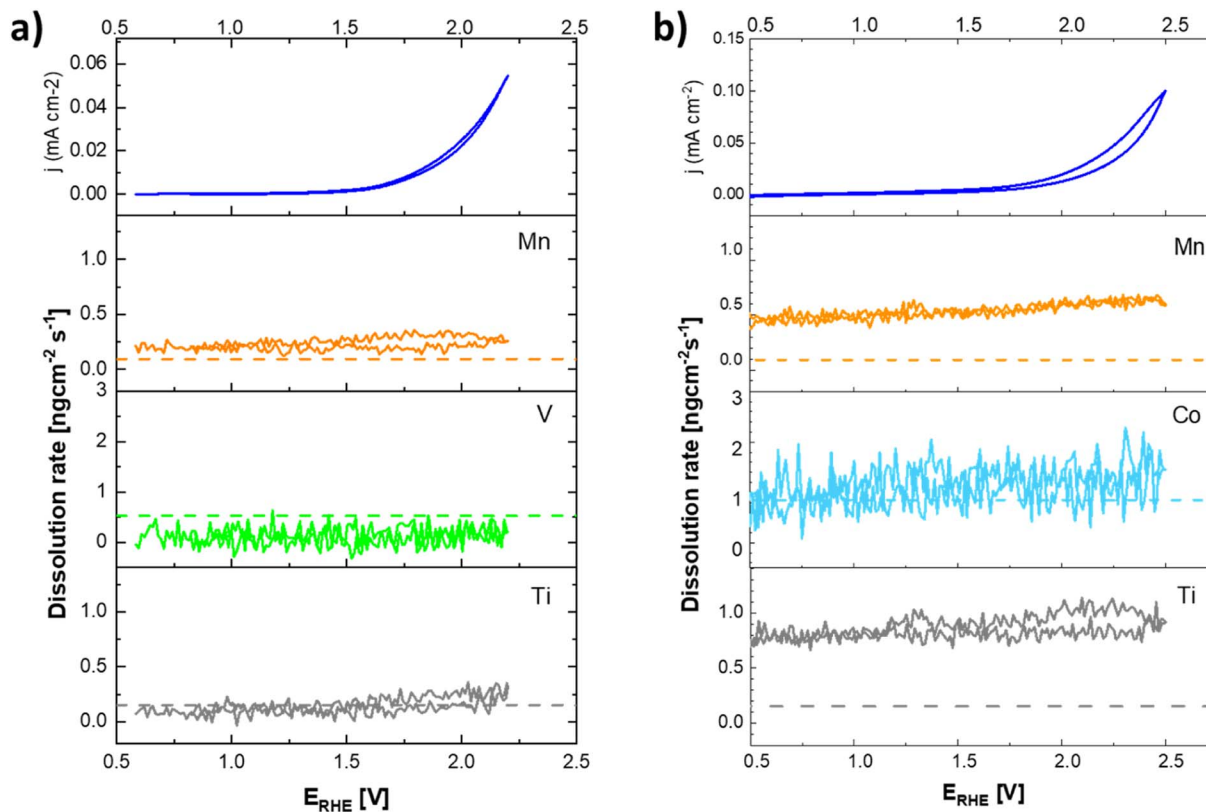 a)
0.5 1.0 1.5 2.0 2.5
j (mA cm-2)
0.06
0.04
0.02
0.00
Dissolution rate [ngcm⁻² s⁻¹]
Mn
1.0
0.5
0.0
V
3
2
1
0
Ti
1.0
0.5
0.0
0.5 1.0 1.5 2.0 2.5
E_RHE [V]
b)
0.5 1.0 1.5 2.0 2.5
j (mA cm⁻²)
0.15
0.10
0.05
0.00
Dissolution rate [ngcm⁻²s⁻¹]
Mn
1.0
0.5
0.0
Co
3
2
1
0
Ti
1.0
0.5
0.0
0.5 1.0 1.5 2.0 2.5
E_RHE [V]